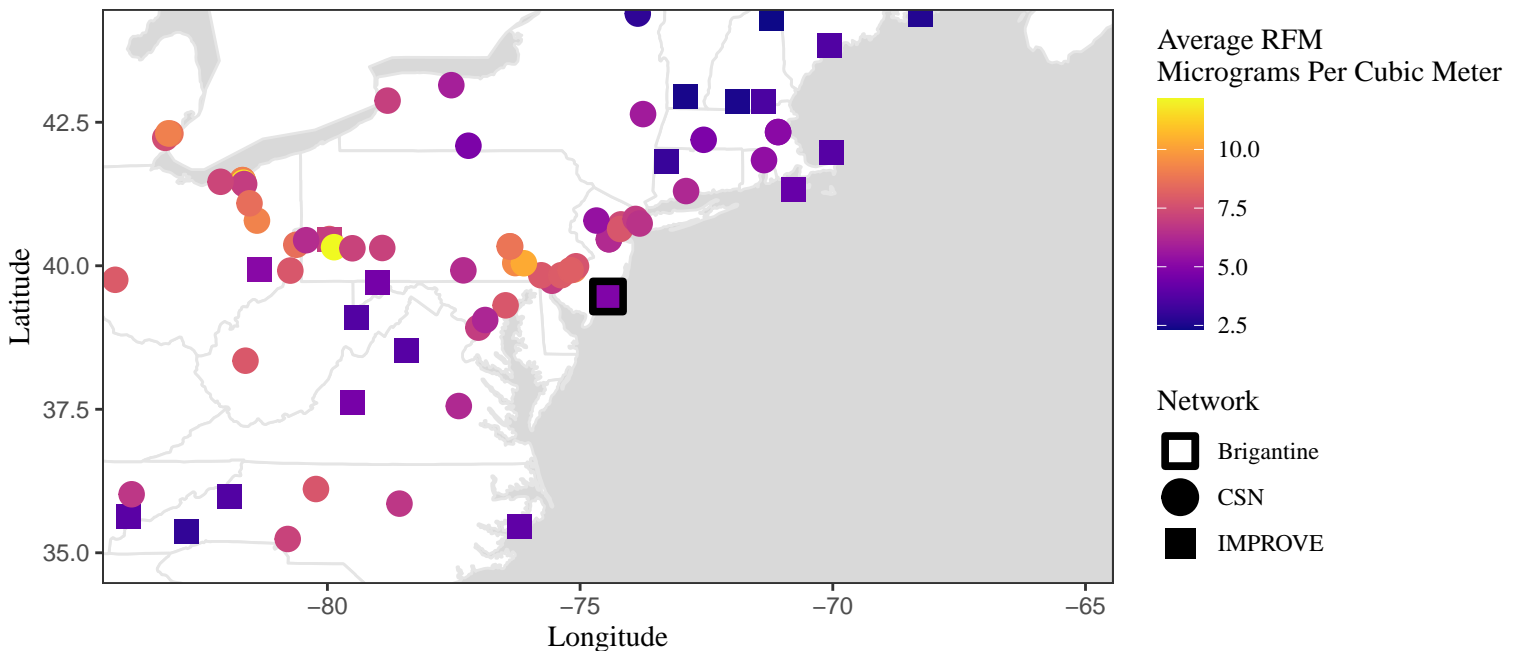 Latitude
42.5
40.0
37.5
35.0
−80
−75
−70
−65
Longitude
Average RFM
Micrograms Per Cubic Meter
10.0
7.5
5.0
2.5
Network
Brigantine
CSN
IMPROVE